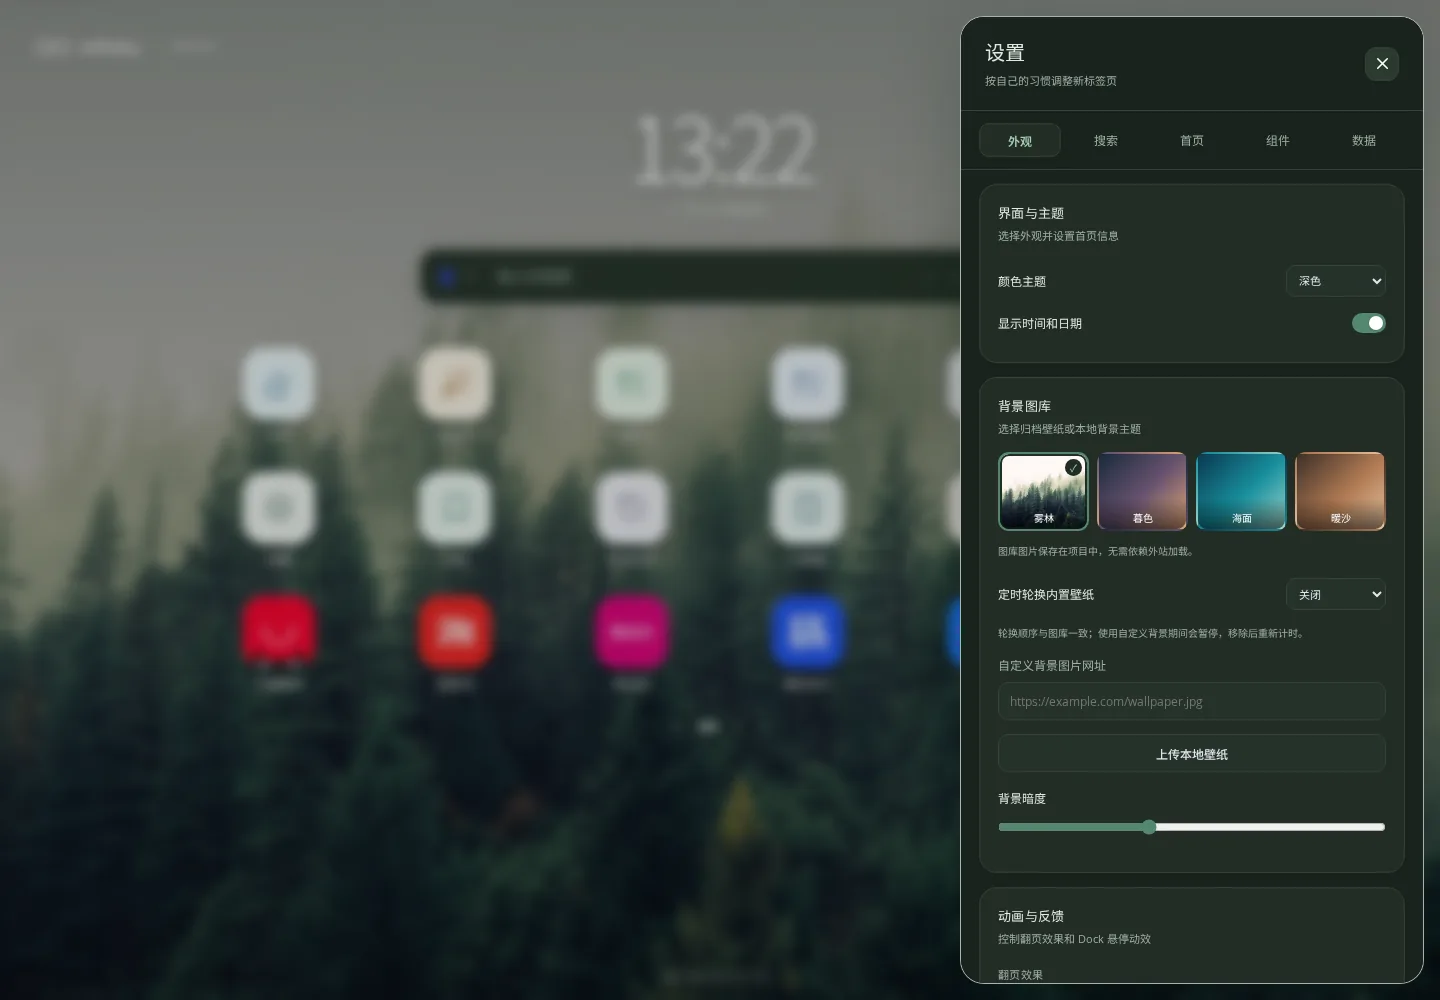 13:22
设置
按自己的习惯调整新标签页
外观
搜索
首页
组件
数据
界面与主题
选择外观并设置首页信息
颜色主题
深色
显示时间和日期
背景图库
选择归档壁纸或本地背景主题
雾林
暮色
海面
暖沙
图库图片保存在项目中，无需依赖外站加载。
定时轮换内置壁纸
关闭
轮换顺序与图库一致；使用自定义背景期间会暂停，移除后重新计时。
自定义背景图片网址
https://example.com/wallpaper.jpg
上传本地壁纸
背景暗度
动画与反馈
控制翻页效果和 Dock 悬停动效
翻页效果